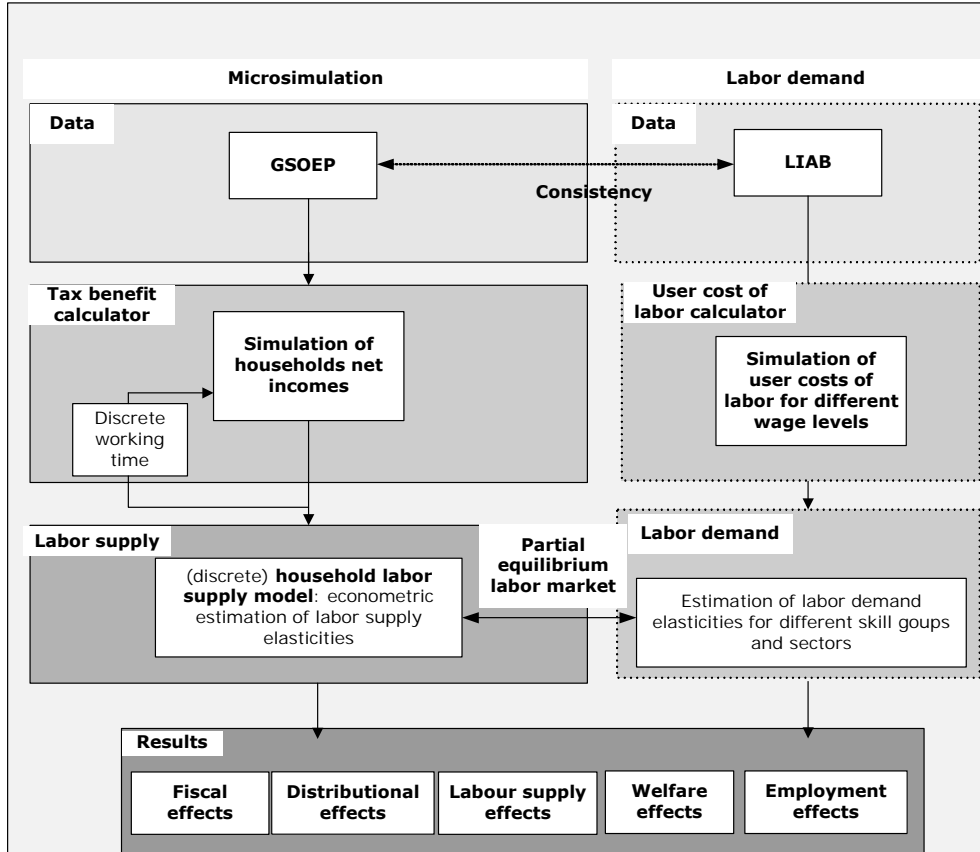 Microsimulation
Labor demand
Data
GSOEP
Consistency
Data
LIAB
Tax benefit
calculator
Simulation of
households net
incomes
Discrete
working
time
User cost of
labor calculator
Simulation of
user costs of
labor for different
wage levels
Labor supply
(discrete) household labor
supply model: econometric
estimation of labor supply
elasticities
Partial
equilibrium
labor market
Labor demand
Estimation of labor demand
elasticities for different skill goups
and sectors
Results
Fiscal
effects
Distributional
effects
Labour supply
effects
Welfare
effects
Employment
effects